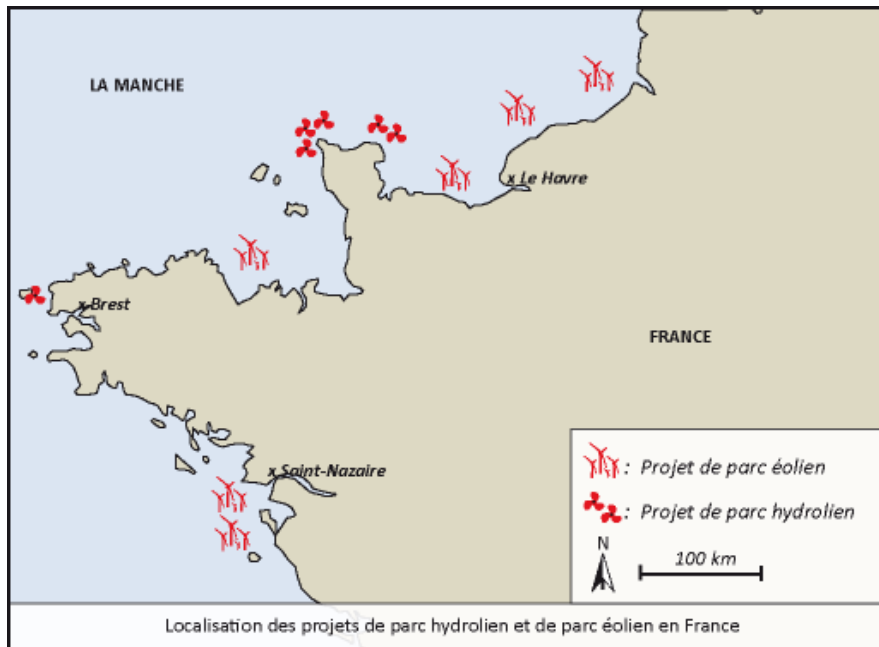 LA MANCHE
x Le Havre
x Brest
FRANCE
x Saint-Nazaire
: Projet de parc éolien
: Projet de parc hydrolien
N
100 km
Localisation des projets de parc hydrolien et de parc éolien en France